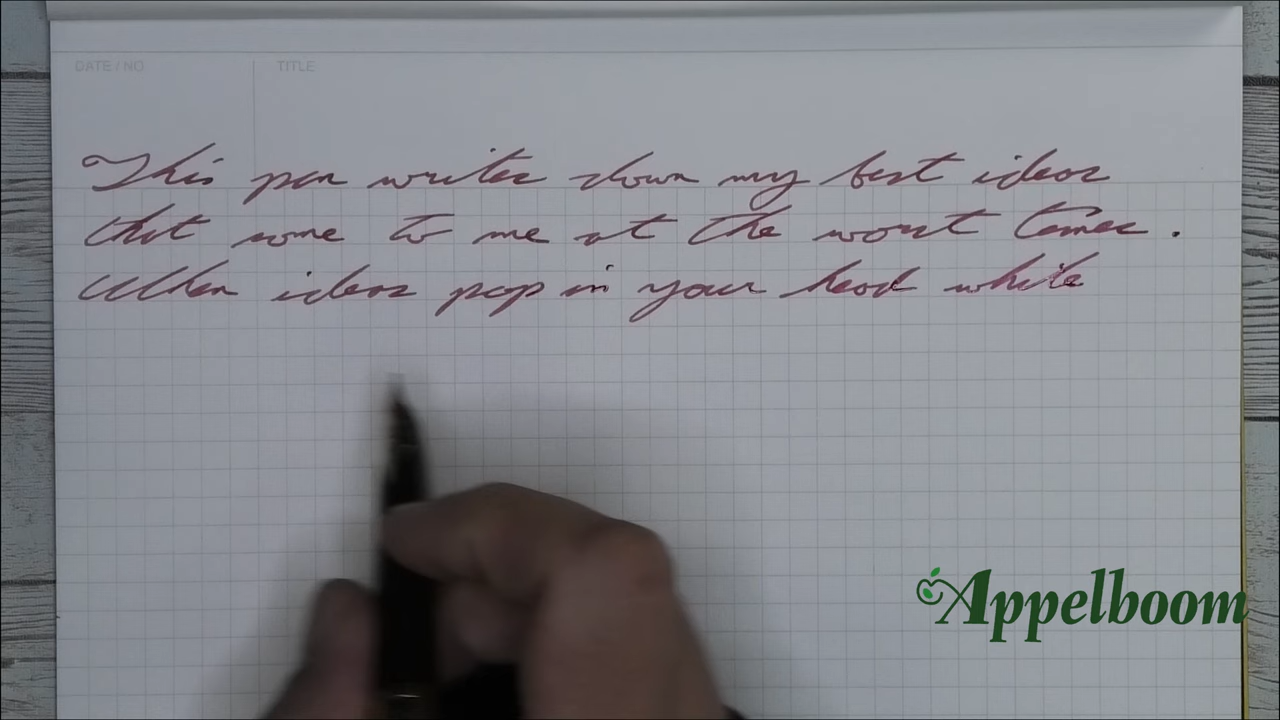 DATE / NO TITLE
This pen writes down my best ideas
that come to me at the worst times.
When ideas pop in your head while
Appelboom